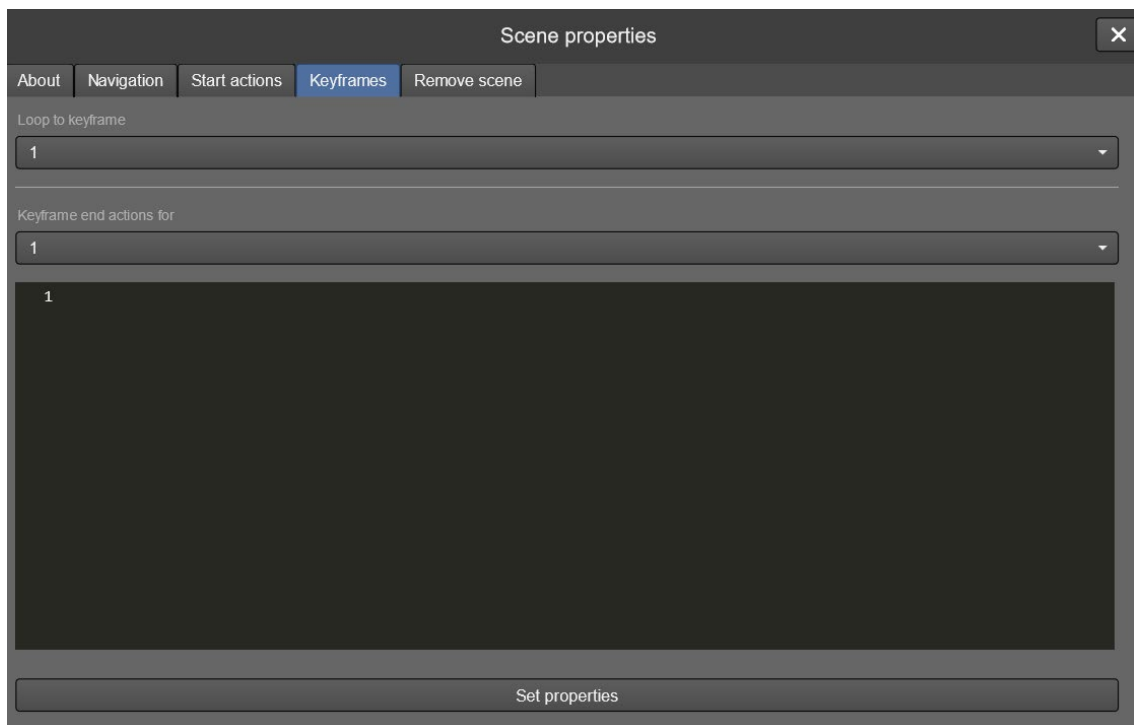 Scene properties
About Navigation Start actions Keyframes Remove scene
Loop to keyframe
1
Keyframe end actions for
1
1
Set properties